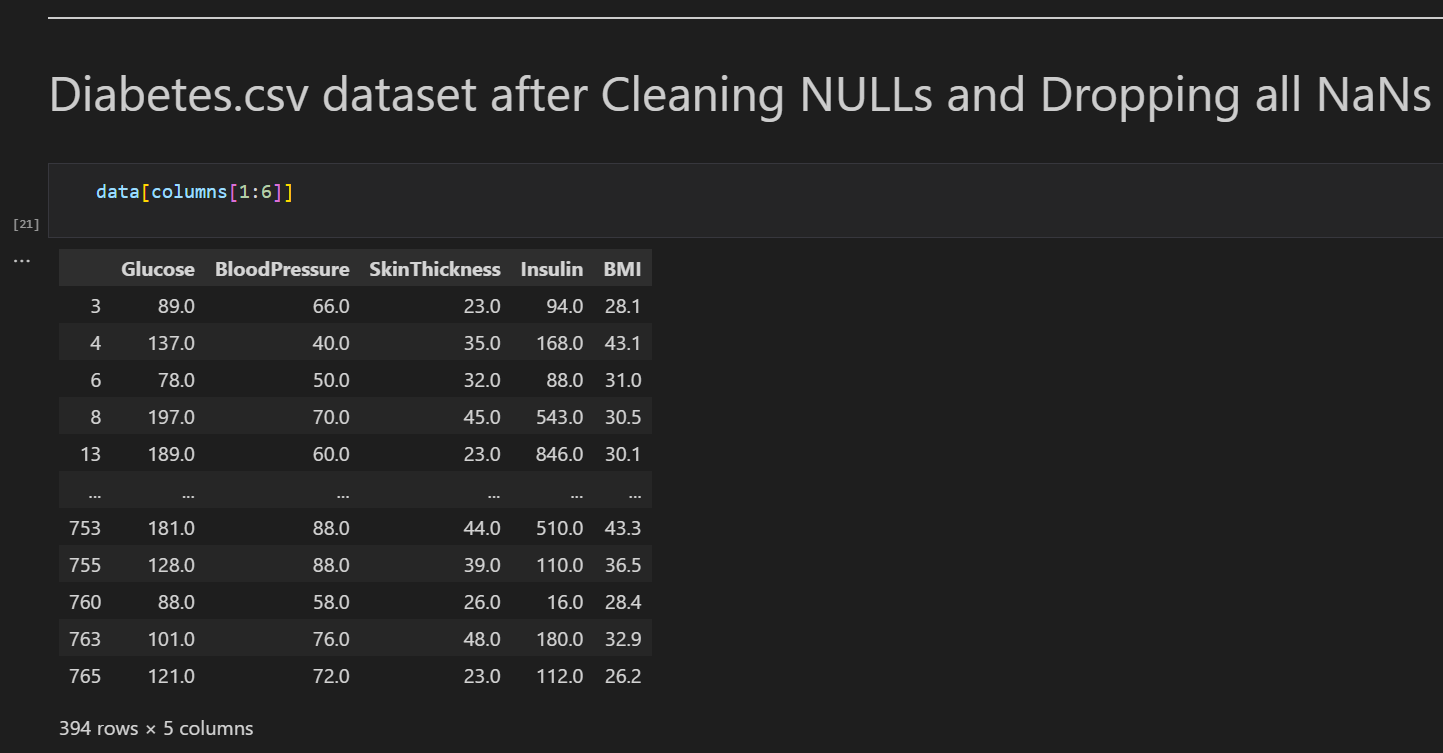 Diabetes.csv dataset after Cleaning NULLs and Dropping all NaNs
data[columns[1:6]]
[21]
...
Glucose BloodPressure SkinThickness Insulin BMI
3 89.0 66.0 23.0 94.0 28.1
4 137.0 40.0 35.0 168.0 43.1
6 78.0 50.0 32.0 88.0 31.0
8 197.0 70.0 45.0 543.0 30.5
13 189.0 60.0 23.0 846.0 30.1
... ... ... ... ... ...
753 181.0 88.0 44.0 510.0 43.3
755 128.0 88.0 39.0 110.0 36.5
760 88.0 58.0 26.0 16.0 28.4
763 101.0 76.0 48.0 180.0 32.9
765 121.0 72.0 23.0 112.0 26.2
394 rows × 5 columns